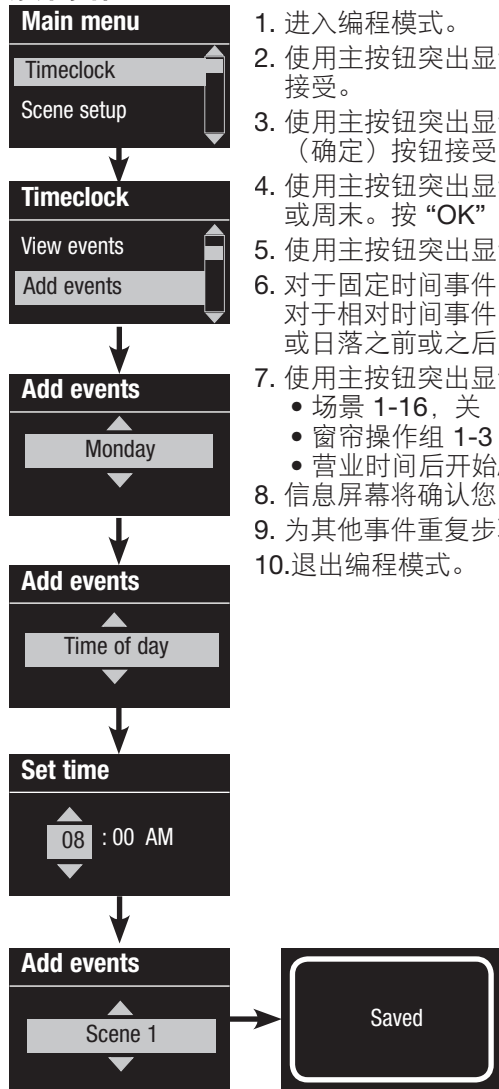 Main menu
Timeclock
Scene setup
Timeclock
View events
Add events
Add events
Monday
Add events
Time of day
Set time
08 : 00 AM
Add events
Scene 1
Saved
1. 进入编程模式。
2. 使用主按钮突出显
接受。
3. 使用主按钮突出显
（确定）按钮接受
4. 使用主按钮突出显
或周末。按 “OK”
5. 使用主按钮突出显
6. 对于固定时间事件
对于相对时间事件
或日落之前或之后
7. 使用主按钮突出显
• 场景 1-16，关
• 窗帘操作组 1-3
• 营业时间后开始
8. 信息屏幕将确认您
9. 为其他事件重复步
10.退出编程模式。